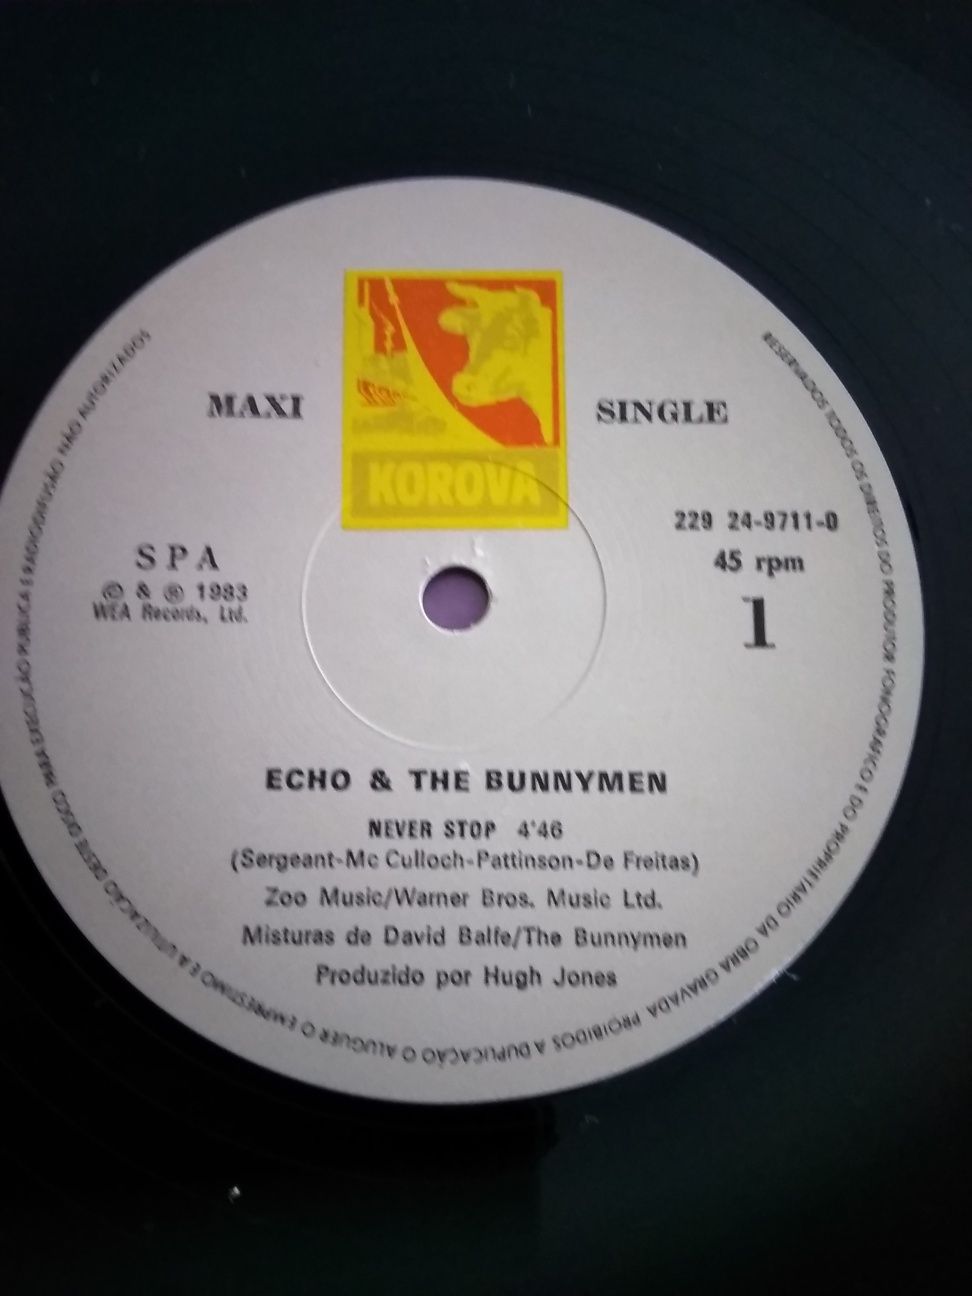 MAXI SINGLE
KOROVA
229 24-9711-0
45 rpm
1
SPA
© & ℗ 1983
WEA Records, Ltd.
ECHO & THE BUNNYMEN
NEVER STOP 4'46
(Sergeant-Mc Culloch-Pattinson-De Freitas)
Zoo Music/Warner Bros. Music Ltd.
Misturas de David Balfe/The Bunnymen
Produzido por Hugh Jones
RESERVADOS TODOS OS DIREITOS DO PRODUTOR FONOGRÁFICO E DO PROPRIETÁRIO DA OBRA GRAVADA PROIBIDOS A DUPLICAÇÃO O ALUGUER O EMPRÉSTIMO E A UTILIZAÇÃO DESTE DISCO PARA EXECUÇÃO PÚBLICA E RADIODIFUSÃO NÃO AUTORIZADOS